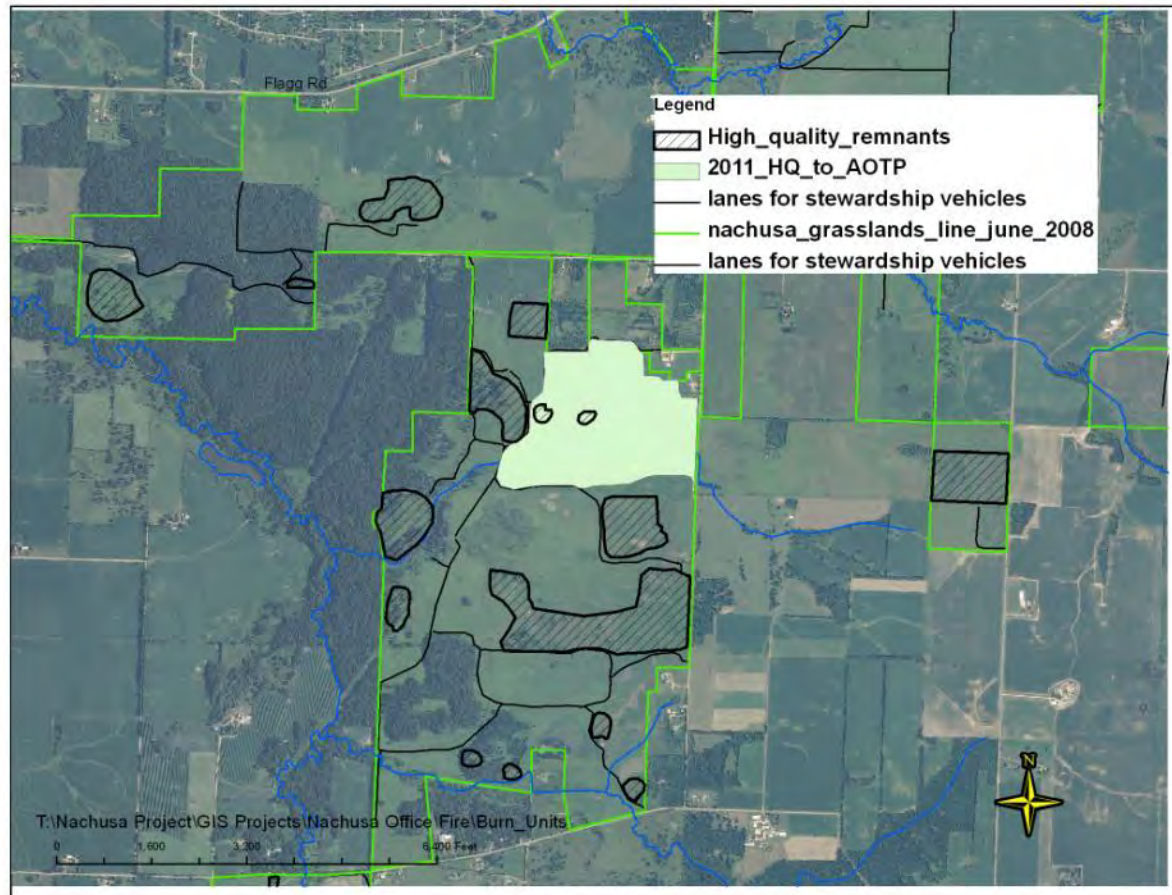 Flagg Rd
Legend
High_quality_remnants
2011_HQ_to_AOTP
lanes for stewardship vehicles
nachusa_grasslands_line_june_2008
lanes for stewardship vehicles
N
T:\Nachusa Project\GIS Projects\Nachusa Office Fire\Burn_Units
0 1,600 3,200 6,400 Feet